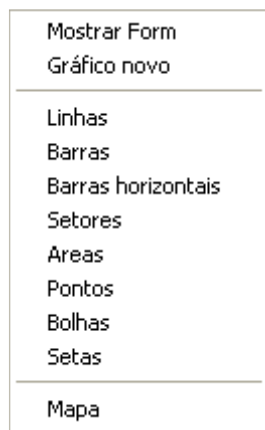 Mostrar Form
Gráfico novo
Linhas
Barras
Barras horizontais
Setores
Areas
Pontos
Bolhas
Setas
Mapa